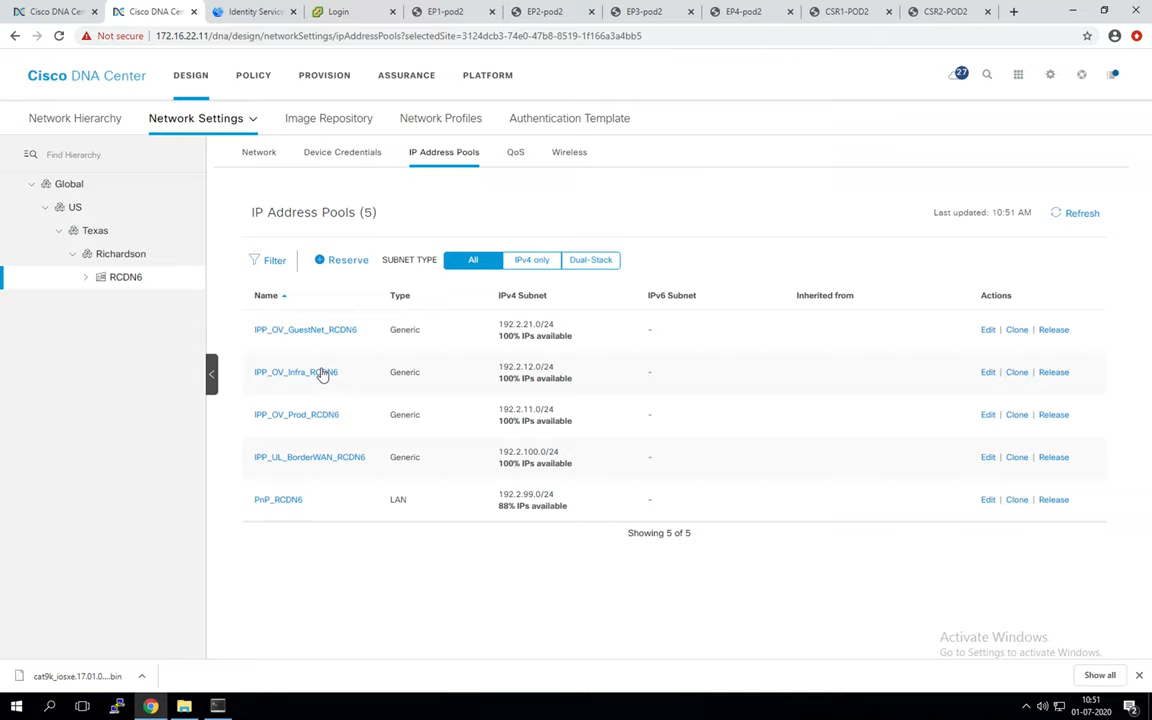 Cisco DNA Cen
Cisco DNA Cen
Identity Service
Login
EP1-pod2
EP2-pod2
EP3-pod2
EP4-pod2
CSR1-POD2
CSR2-POD2
Not secure
172.16.22.11/dna/design/networkSettings/ipAddressPools?selectedSite=3124dcb3-74e0-47b8-8519-1f166a3a4bb5
Cisco DNA Center
DESIGN
POLICY
PROVISION
ASSURANCE
PLATFORM
27
Network Hierarchy
Network Settings
Image Repository
Network Profiles
Authentication Template
Find Hierarchy
Global
US
Texas
Richardson
RCDN6
Network
Device Credentials
IP Address Pools
QoS
Wireless
IP Address Pools (5)
Last updated: 10:51 AM
Refresh
Filter
Reserve
SUBNET TYPE
All
IPv4 only
Dual-Stack
Name
Type
IPv4 Subnet
IPv6 Subnet
Inherited from
Actions
IPP_OV_GuestNet_RCDN6
Generic
192.2.21.0/24
100% IPs available
-
Edit | Clone | Release
IPP_OV_Infra_RCDN6
Generic
192.2.12.0/24
100% IPs available
-
Edit | Clone | Release
IPP_OV_Prod_RCDN6
Generic
192.2.11.0/24
100% IPs available
-
Edit | Clone | Release
IPP_UL_BorderWAN_RCDN6
Generic
192.2.100.0/24
100% IPs available
-
Edit | Clone | Release
PnP_RCDN6
LAN
192.2.99.0/24
88% IPs available
-
Edit | Clone | Release
Showing 5 of 5
Activate Windows
Go to Settings to activate Windows.
cat9k_iosxe.17.01.0....bin
Show all
10:51
01-07-2020
2